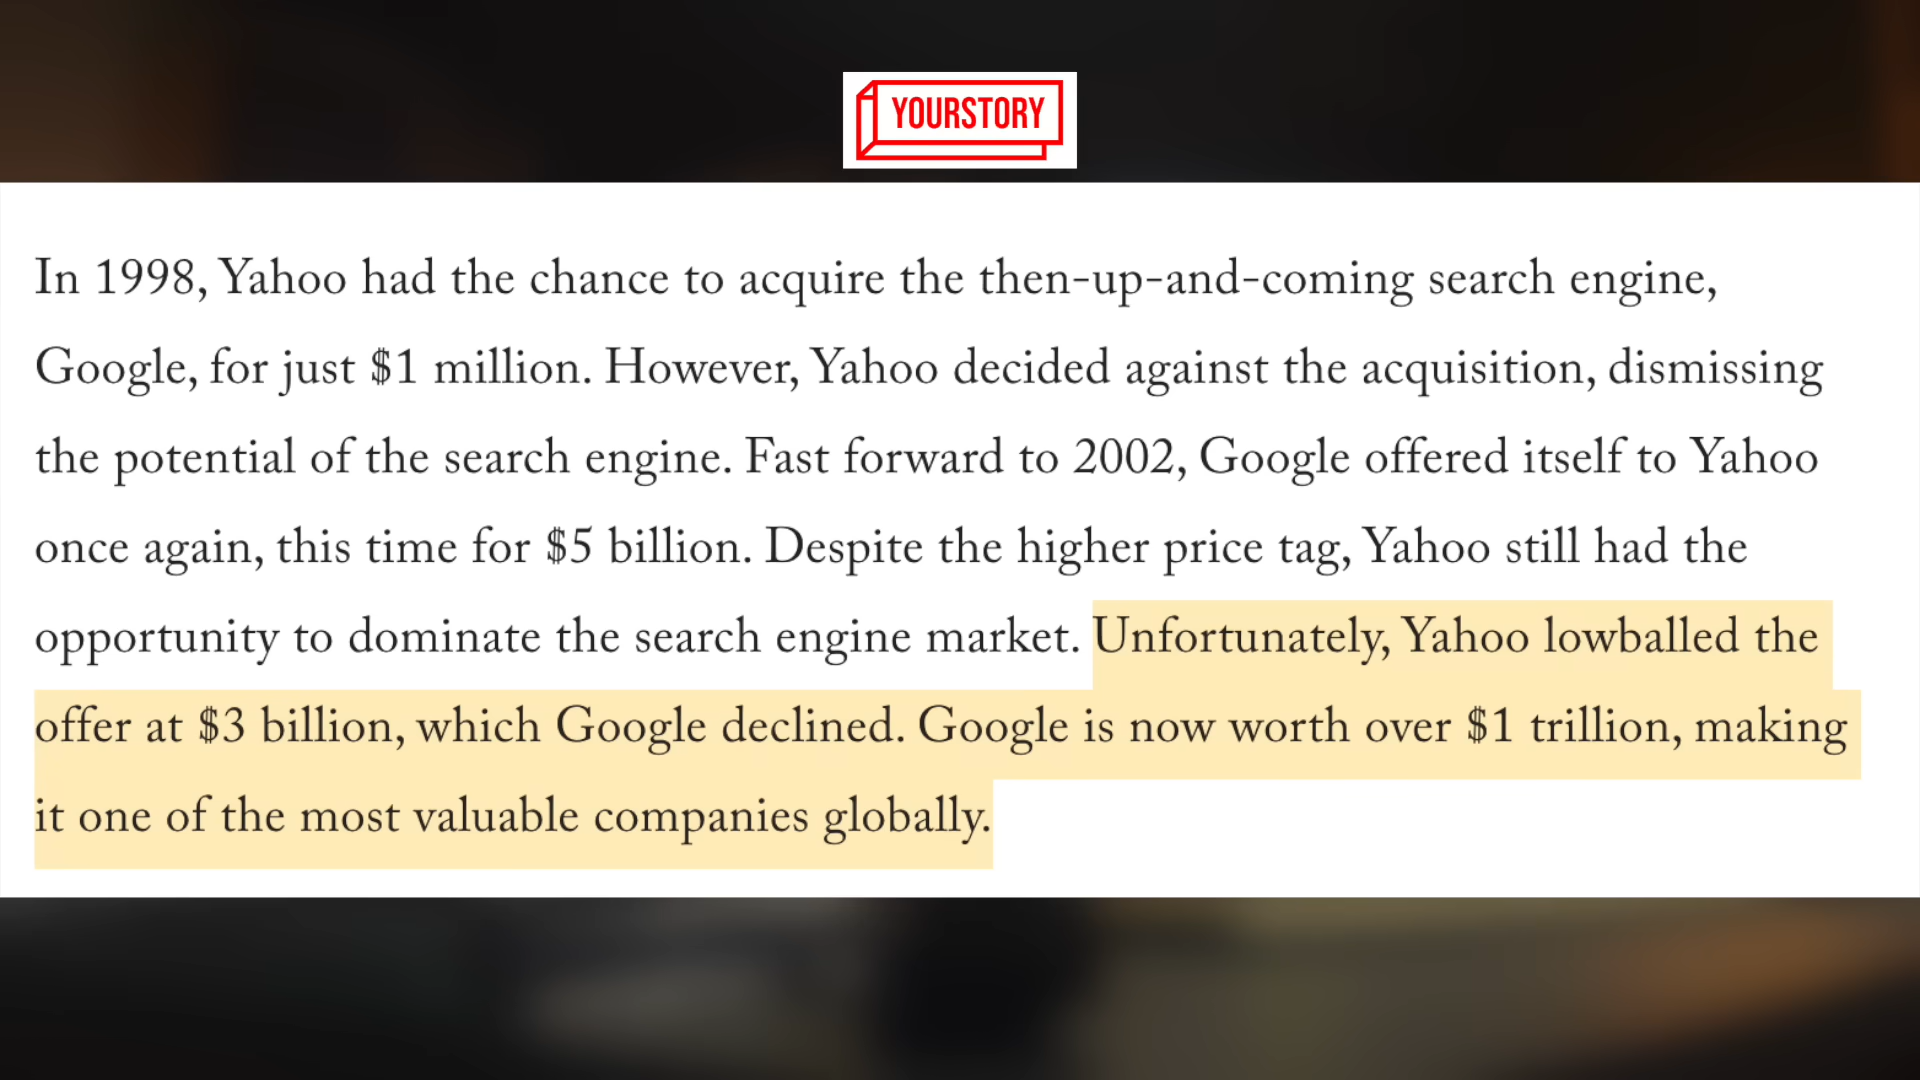 YOURSTORY
In 1998, Yahoo had the chance to acquire the then-up-and-coming search engine,
Google, for just $1 million. However, Yahoo decided against the acquisition, dismissing
the potential of the search engine. Fast forward to 2002, Google offered itself to Yahoo
once again, this time for $5 billion. Despite the higher price tag, Yahoo still had the
opportunity to dominate the search engine market. Unfortunately, Yahoo lowballed the
offer at $3 billion, which Google declined. Google is now worth over $1 trillion, making
it one of the most valuable companies globally.